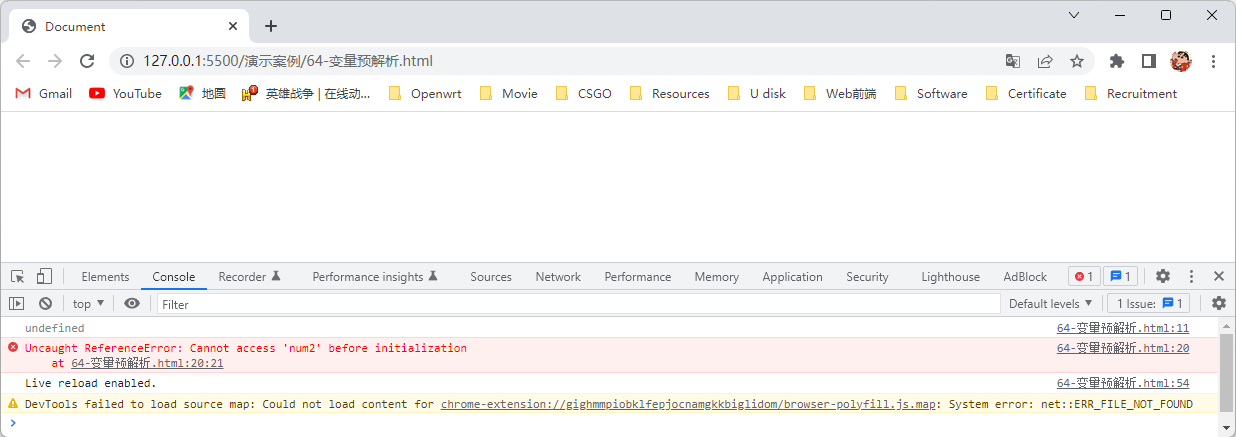 Document
127.0.0.1:5500/演示案例/64-变量预解析.html
Gmail YouTube 地图 英雄战争 | 在线动... Openwrt Movie CSGO Resources U disk Web前端 Software Certificate Recruitment
Elements Console Recorder Performance insights Sources Network Performance Memory Application Security Lighthouse AdBlock 1 1
top Filter Default levels 1 Issue: 1
undefined 64-变量预解析.html:11
Uncaught ReferenceError: Cannot access 'num2' before initialization 64-变量预解析.html:20
at 64-变量预解析.html:20:21
Live reload enabled. 64-变量预解析.html:54
DevTools failed to load source map: Could not load content for chrome-extension://gighmmpiobklfepjocnamgkkbiglidom/browser-polyfill.js.map: System error: net::ERR_FILE_NOT_FOUND